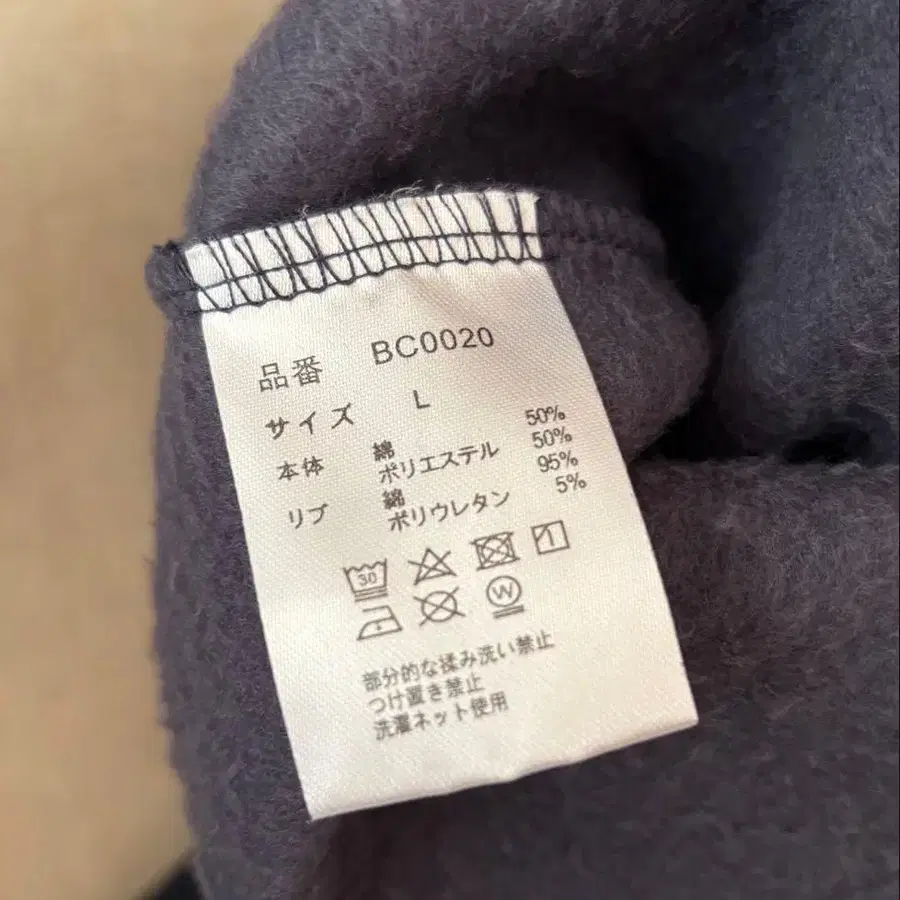 品番 BC0020
サイズ L
本体 綿 50%
ポリエステル 50%
リブ 綿 95%
ポリウレタン 5%
30
W
部分的な揉み洗い禁止
つけ置き禁止
洗濯ネット使用